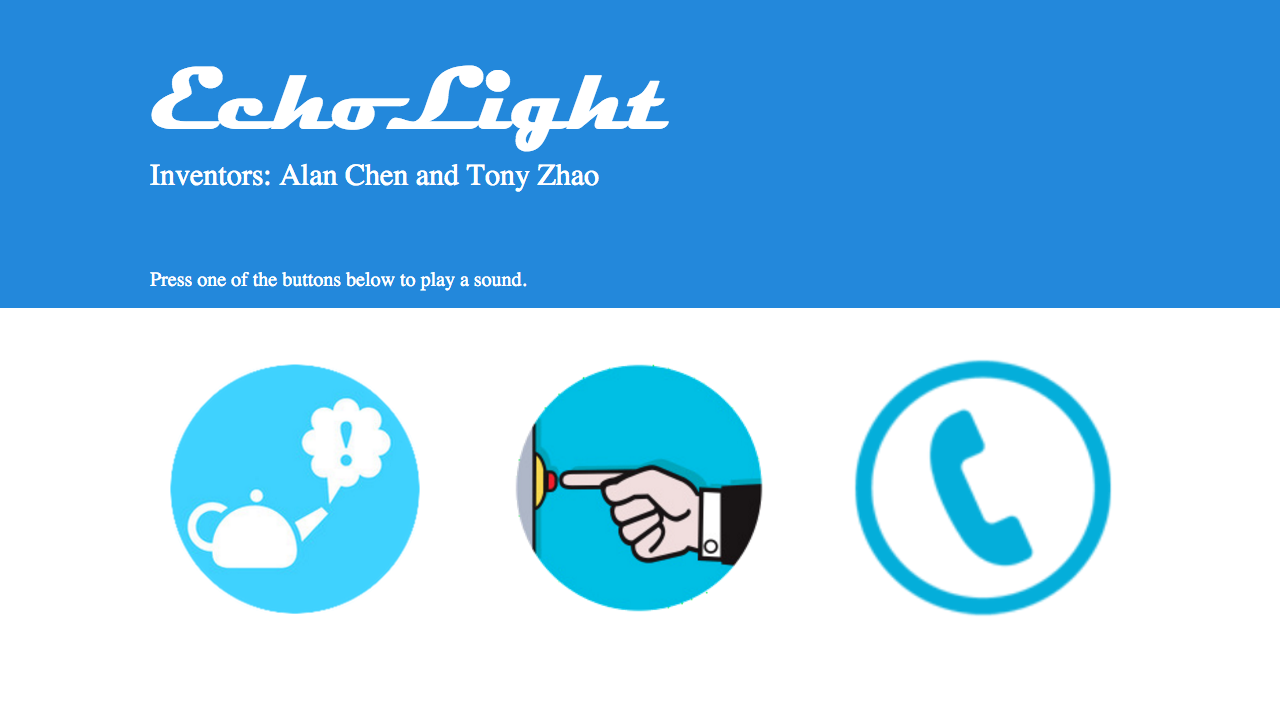 EchoLight
Inventors: Alan Chen and Tony Zhao
Press one of the buttons below to play a sound.
!